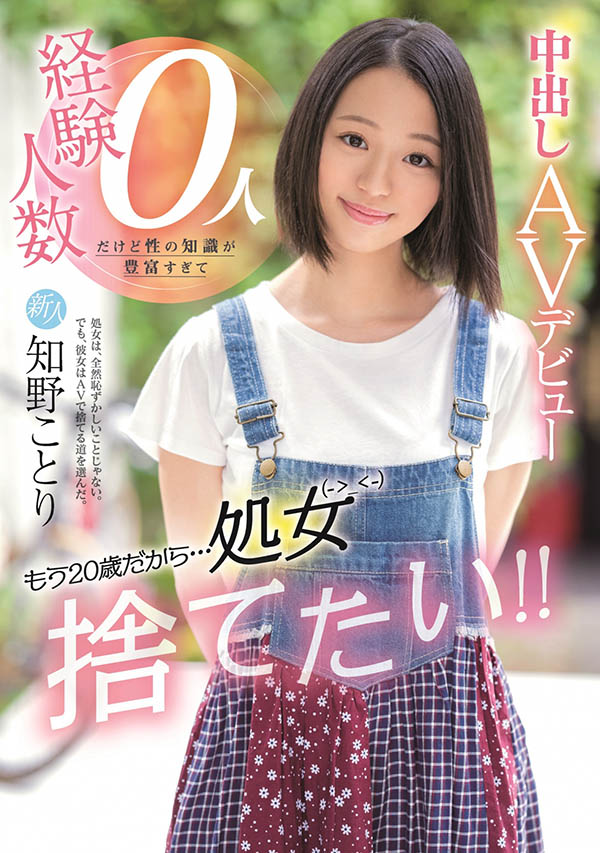 中出しAVデビュー
経験人数
0人
だけど性の知識が
豊富すぎて
新人
知野ことり
処女は、全然恥ずかしいことじゃない。
でも、彼女はAVで捨てる道を選んだ。
もう20歳だから…処女(->_<-)
捨てたい!!